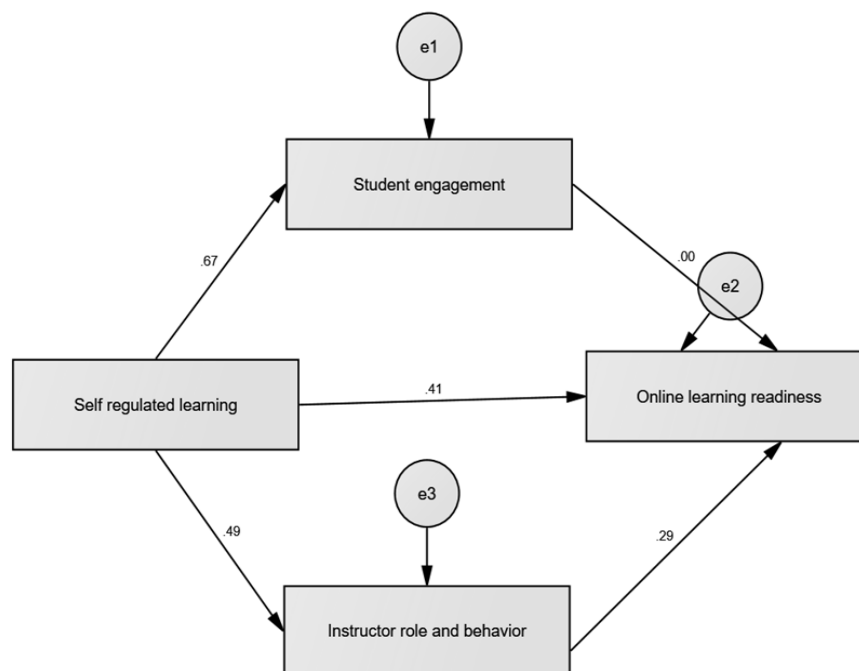 e1
Student engagement
.67
.00
e2
Self regulated learning
.41
Online learning readiness
.49
e3
.29
Instructor role and behavior